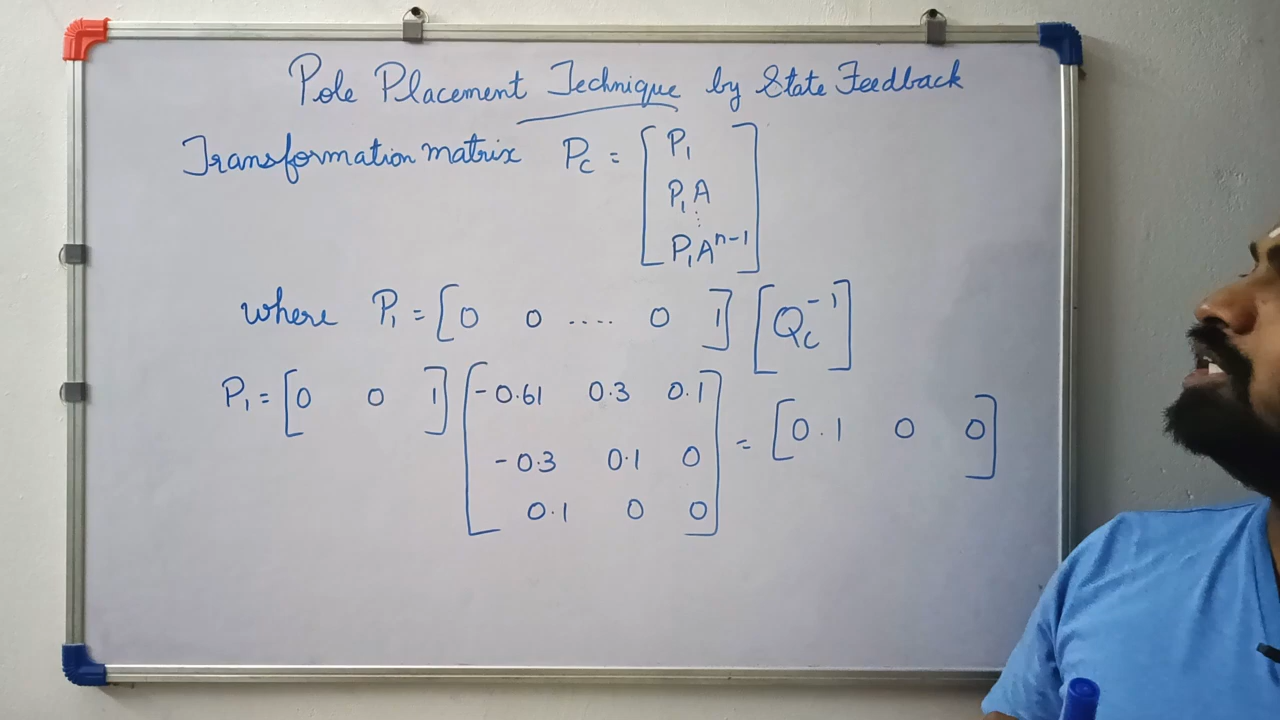 Pole Placement Technique by State Feedback
Transformation matrix Pc = [ P₁
P₁A
⋮
P₁Aⁿ⁻¹ ]
where P₁ = [0 0 .... 0 1] [Qc⁻¹]
P₁ = [0 0 1] [ -0.61 0.3 0.1 = [0.1 0 0]
-0.3 0.1 0
0.1 0 0 ]